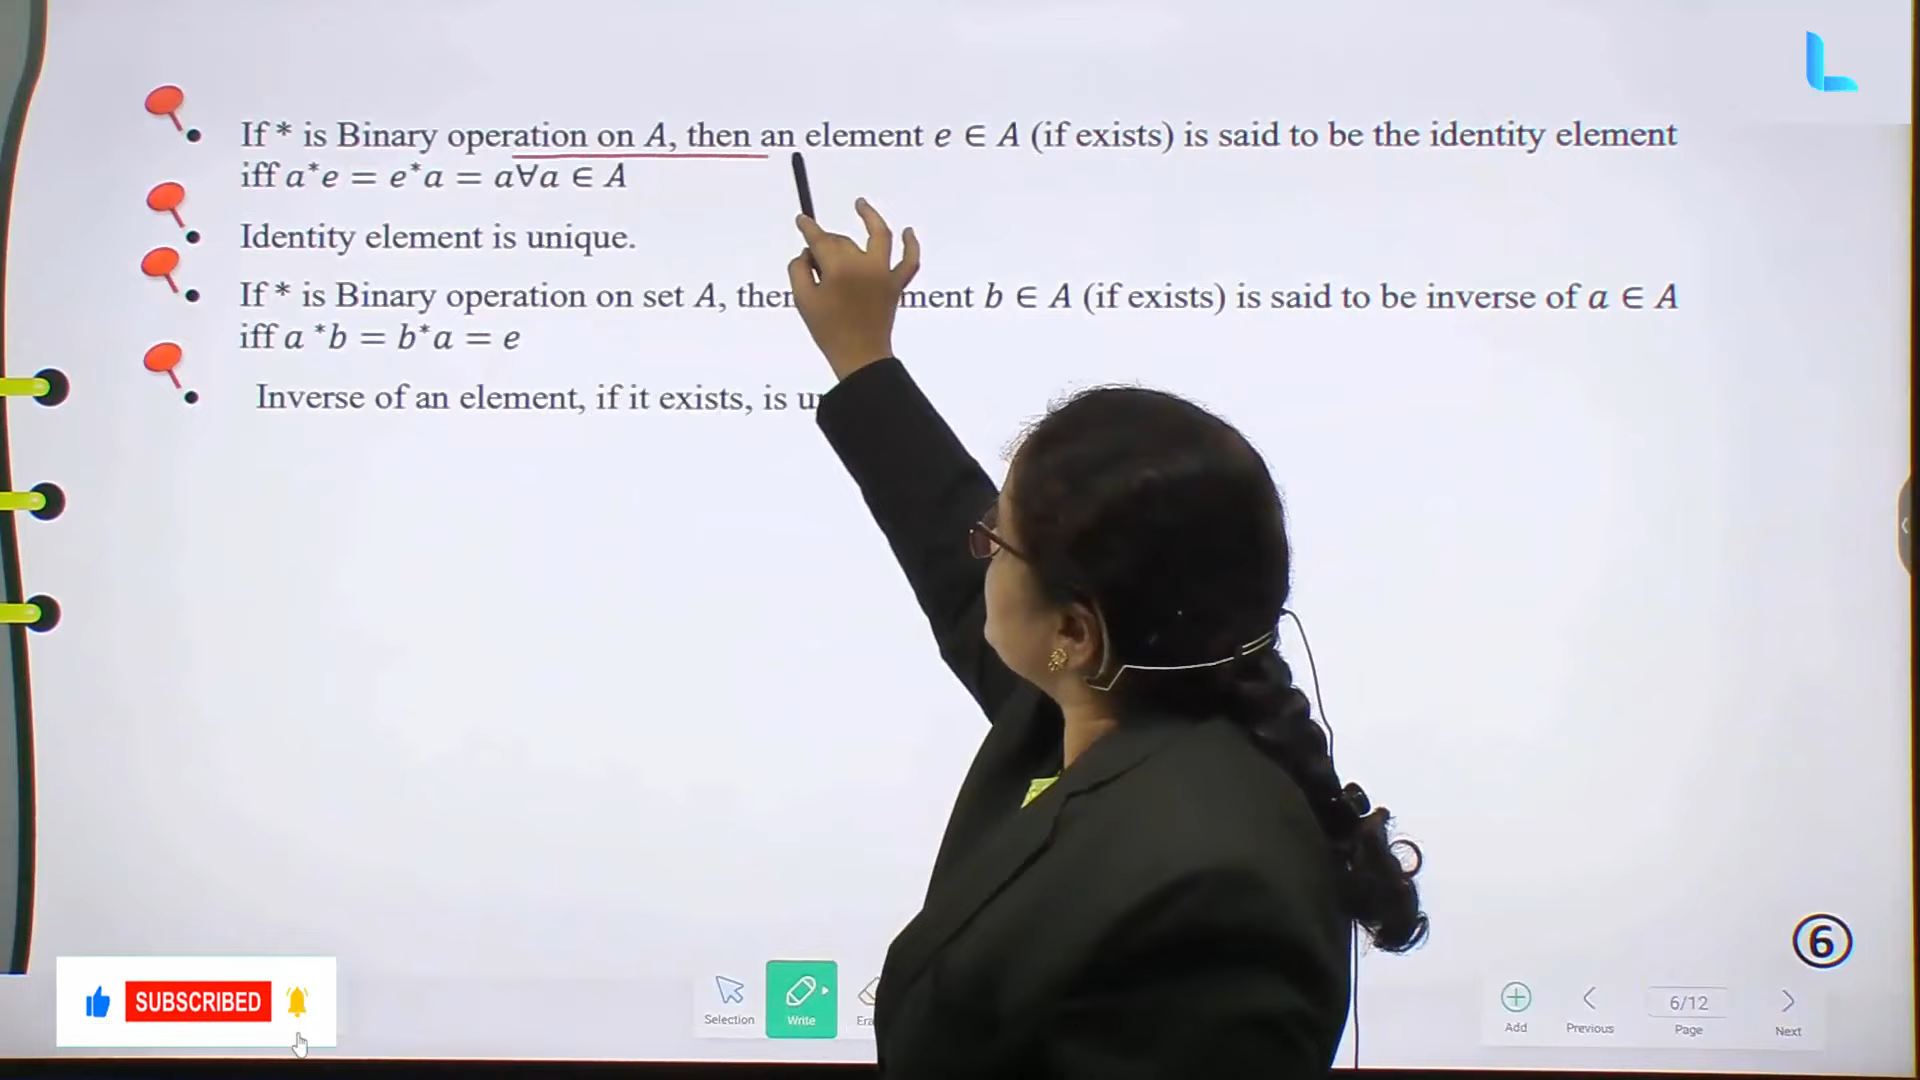 If * is Binary operation on A, then an element e ∈ A (if exists) is said to be the identity element
iff a*e = e*a = a∀a ∈ A
Identity element is unique.
If * is Binary operation on set A, then ment b ∈ A (if exists) is said to be inverse of a ∈ A
iff a *b = b*a = e
Inverse of an element, if it exists, is
6
SUBSCRIBED
Selection
Write
Add
Previous
6/12
Page
Next